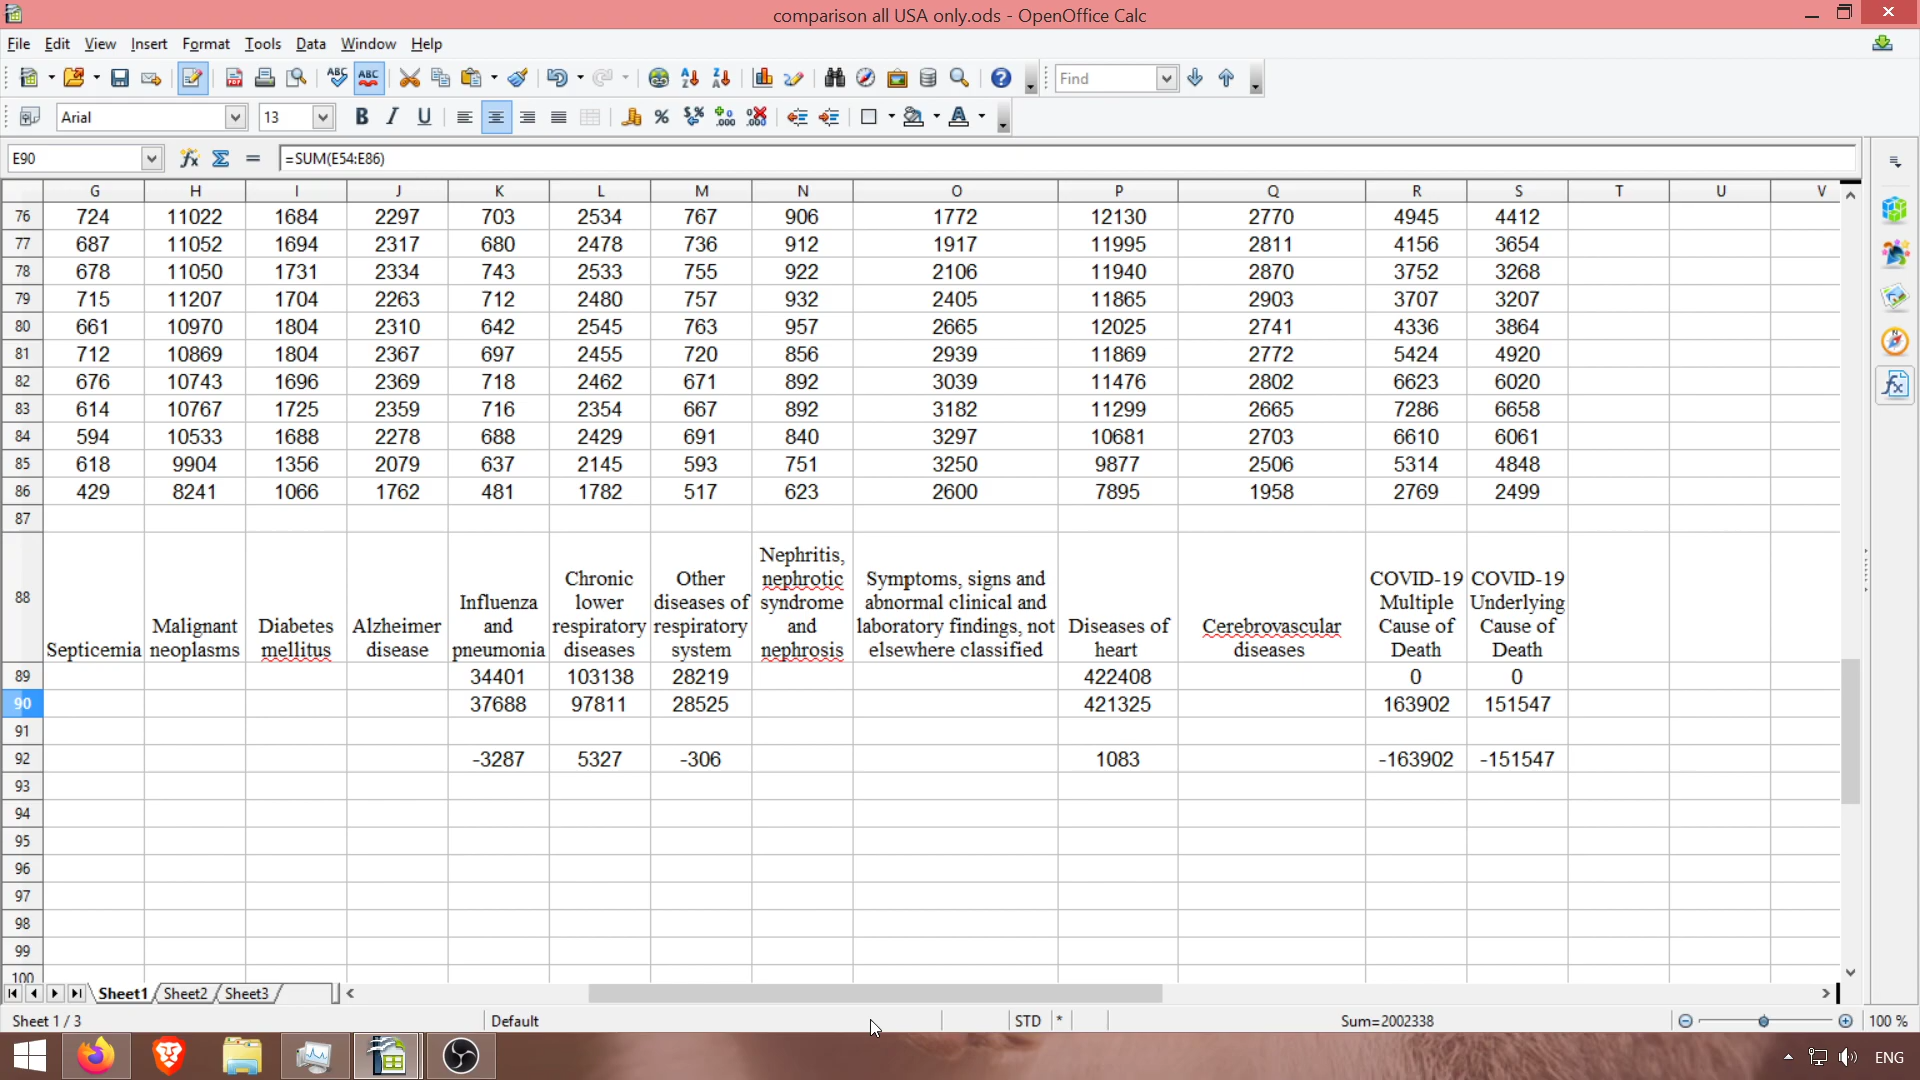 comparison all USA only.ods - OpenOffice Calc
File Edit View Insert Format Tools Data Window Help
Find
Arial 13
E90 =SUM(E54:E86)
G H I J K L M N O P Q R S T U V
76 724 11022 1684 2297 703 2534 767 906 1772 12130 2770 4945 4412
77 687 11052 1694 2317 680 2478 736 912 1917 11995 2811 4156 3654
78 678 11050 1731 2334 743 2533 755 922 2106 11940 2870 3752 3268
79 715 11207 1704 2263 712 2480 757 932 2405 11865 2903 3707 3207
80 661 10970 1804 2310 642 2545 763 957 2665 12025 2741 4336 3864
81 712 10869 1804 2367 697 2455 720 856 2939 11869 2772 5424 4920
82 676 10743 1696 2369 718 2462 671 892 3039 11476 2802 6623 6020
83 614 10767 1725 2359 716 2354 667 892 3182 11299 2665 7286 6658
84 594 10533 1688 2278 688 2429 691 840 3297 10681 2703 6610 6061
85 618 9904 1356 2079 637 2145 593 751 3250 9877 2506 5314 4848
86 429 8241 1066 1762 481 1782 517 623 2600 7895 1958 2769 2499
87
88
Septicemia
Malignant
neoplasms
Diabetes
mellitus
Alzheimer
disease
Influenza
and
pneumonia
Chronic
lower
respiratory
diseases
Other
diseases of
respiratory
system
Nephritis,
nephrotic
syndrome
and
nephrosis
Symptoms, signs and
abnormal clinical and
laboratory findings, not
elsewhere classified
Diseases of
heart
Cerebrovascular
diseases
COVID-19
Multiple
Cause of
Death
COVID-19
Underlying
Cause of
Death
89 34401 103138 28219 422408 0 0
90 37688 97811 28525 421325 163902 151547
91
92 -3287 5327 -306 1083 -163902 -151547
93
94
95
96
97
98
99
100
Sheet1 Sheet2 Sheet3
Sheet 1 / 3 Default STD * Sum=2002338 100 %
ENG